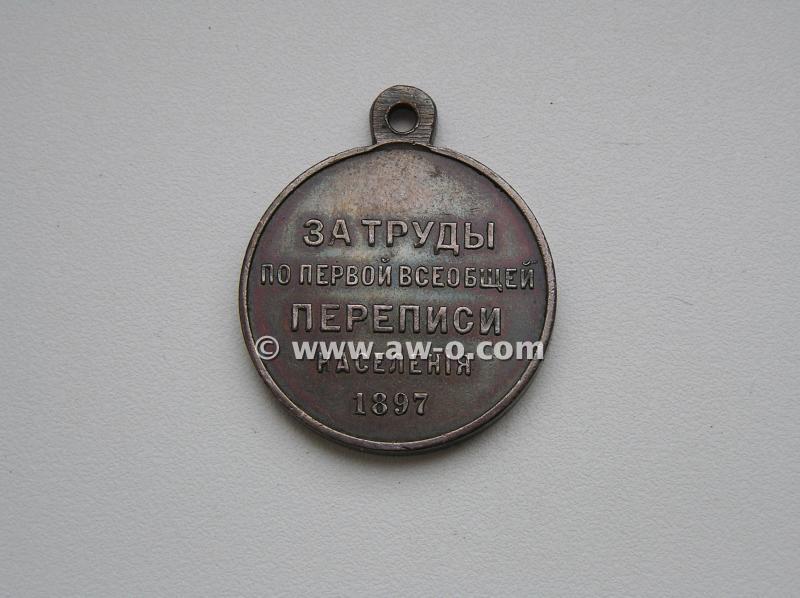 ЗА ТРУДЫ
ПО ПЕРВОЙ ВСЕОБЩЕЙ
ПЕРЕПИСИ
© www.aw-o.com
НАСЕЛЕНІЯ
1897